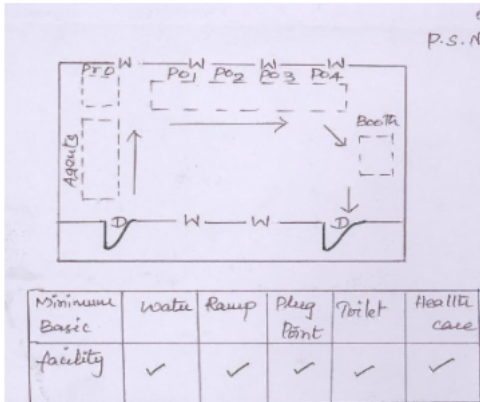 P.S. N
Pro W W W W
PO1 PO2 PO3 PO4
Booth
Agents
D W W D
Minimum Basic facility
Water
Ramp
Plug Point
Toilet
Health care
✓ ✓ ✓ ✓ ✓